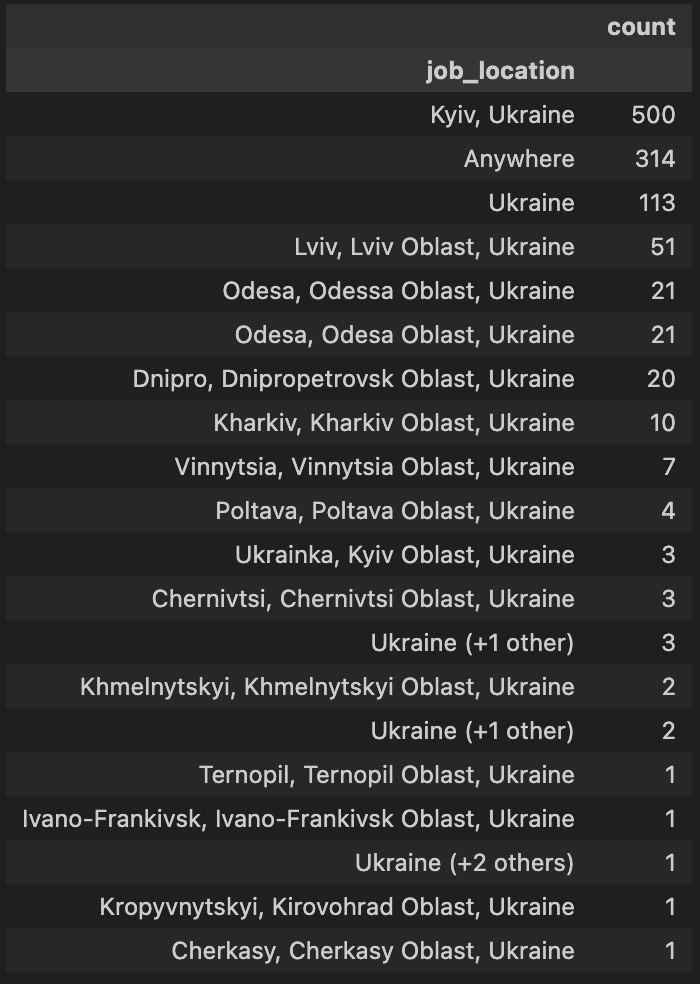 count
job_location
Kyiv, Ukraine 500
Anywhere 314
Ukraine 113
Lviv, Lviv Oblast, Ukraine 51
Odesa, Odessa Oblast, Ukraine 21
Odesa, Odesa Oblast, Ukraine 21
Dnipro, Dnipropetrovsk Oblast, Ukraine 20
Kharkiv, Kharkiv Oblast, Ukraine 10
Vinnytsia, Vinnytsia Oblast, Ukraine 7
Poltava, Poltava Oblast, Ukraine 4
Ukrainka, Kyiv Oblast, Ukraine 3
Chernivtsi, Chernivtsi Oblast, Ukraine 3
Ukraine (+1 other) 3
Khmelnytskyi, Khmelnytskyi Oblast, Ukraine 2
Ukraine (+1 other) 2
Ternopil, Ternopil Oblast, Ukraine 1
Ivano-Frankivsk, Ivano-Frankivsk Oblast, Ukraine 1
Ukraine (+2 others) 1
Kropyvnytskyi, Kirovohrad Oblast, Ukraine 1
Cherkasy, Cherkasy Oblast, Ukraine 1